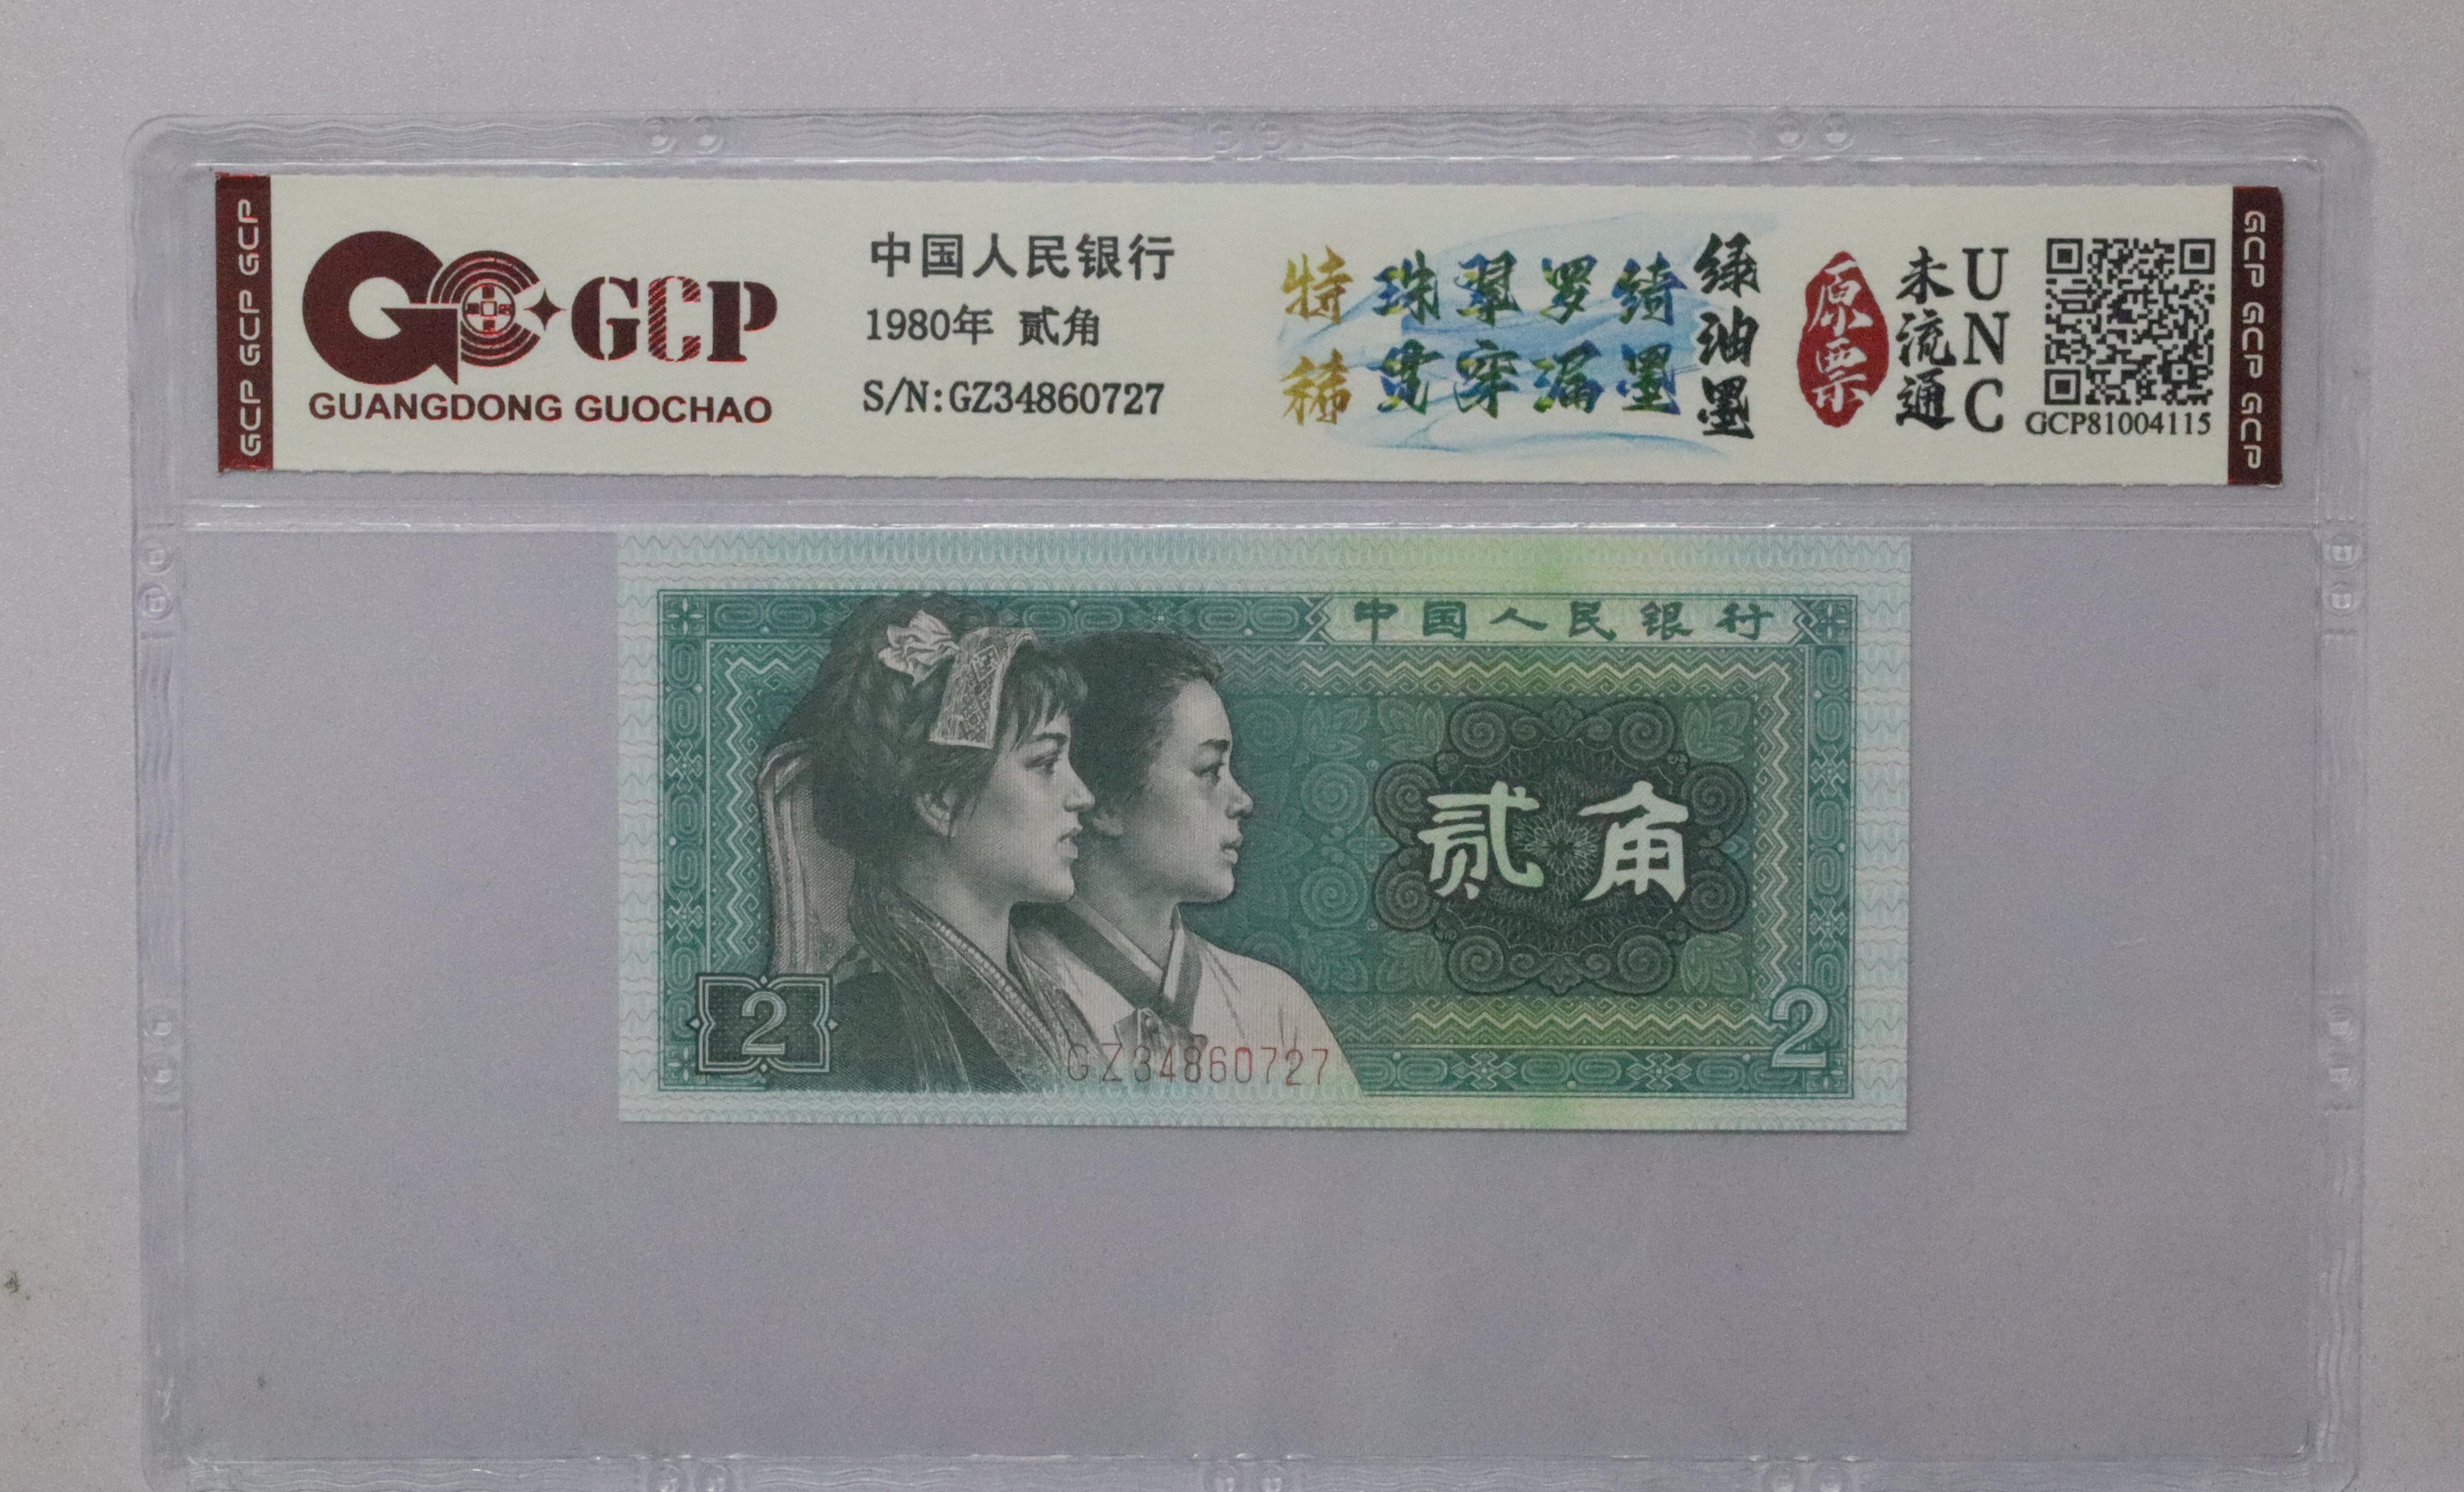 GCP GCP GCP
GCP
GUANGDONG GUOCHAO
中国人民银行
1980年 贰角
S/N:GZ34860727
特稀
珠翠罗绮
贯穿漏墨
绿油墨
原票
未流通
UNC
GCP81004115
GCP GCP GCP
中国人民银行
贰角
2
2
GZ34860727